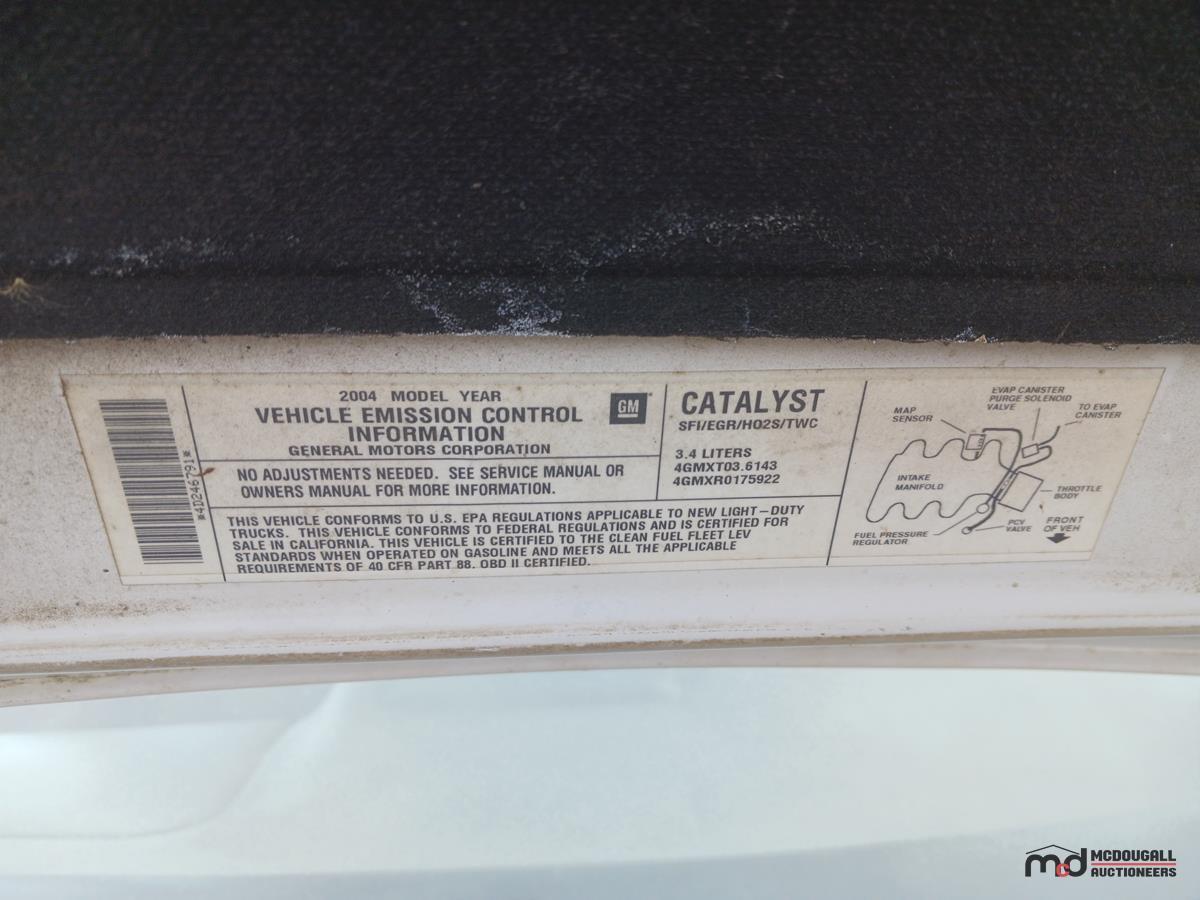 *4D246791*
2004 MODEL YEAR
VEHICLE EMISSION CONTROL
INFORMATION
GENERAL MOTORS CORPORATION
GM
NO ADJUSTMENTS NEEDED. SEE SERVICE MANUAL OR
OWNERS MANUAL FOR MORE INFORMATION.
CATALYST
SFI/EGR/HO2S/TWC
3.4 LITERS
4GMXT03.6143
4GMXR0175922
THIS VEHICLE CONFORMS TO U.S. EPA REGULATIONS APPLICABLE TO NEW LIGHT-DUTY
TRUCKS. THIS VEHICLE CONFORMS TO FEDERAL REGULATIONS AND IS CERTIFIED FOR
SALE IN CALIFORNIA. THIS VEHICLE IS CERTIFIED TO THE CLEAN FUEL FLEET LEV
STANDARDS WHEN OPERATED ON GASOLINE AND MEETS ALL THE APPLICABLE
REQUIREMENTS OF 40 CFR PART 88. OBD II CERTIFIED.
MAP
SENSOR
EVAP CANISTER
PURGE SOLENOID
VALVE
TO EVAP
CANISTER
INTAKE
MANIFOLD
THROTTLE
BODY
FUEL PRESSURE
REGULATOR
PCV
VALVE
FRONT
OF VEH
mcd
MCDOUGALL
AUCTIONEERS